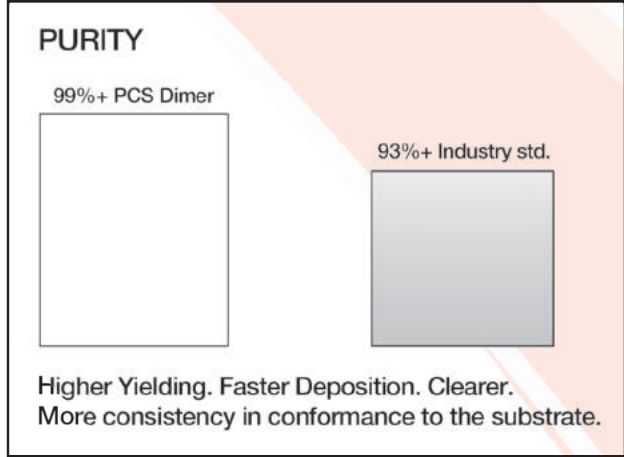 PURITY
99%+ PCS Dimer
93%+ Industry std.
Higher Yielding. Faster Deposition. Clearer.
More consistency in conformance to the substrate.